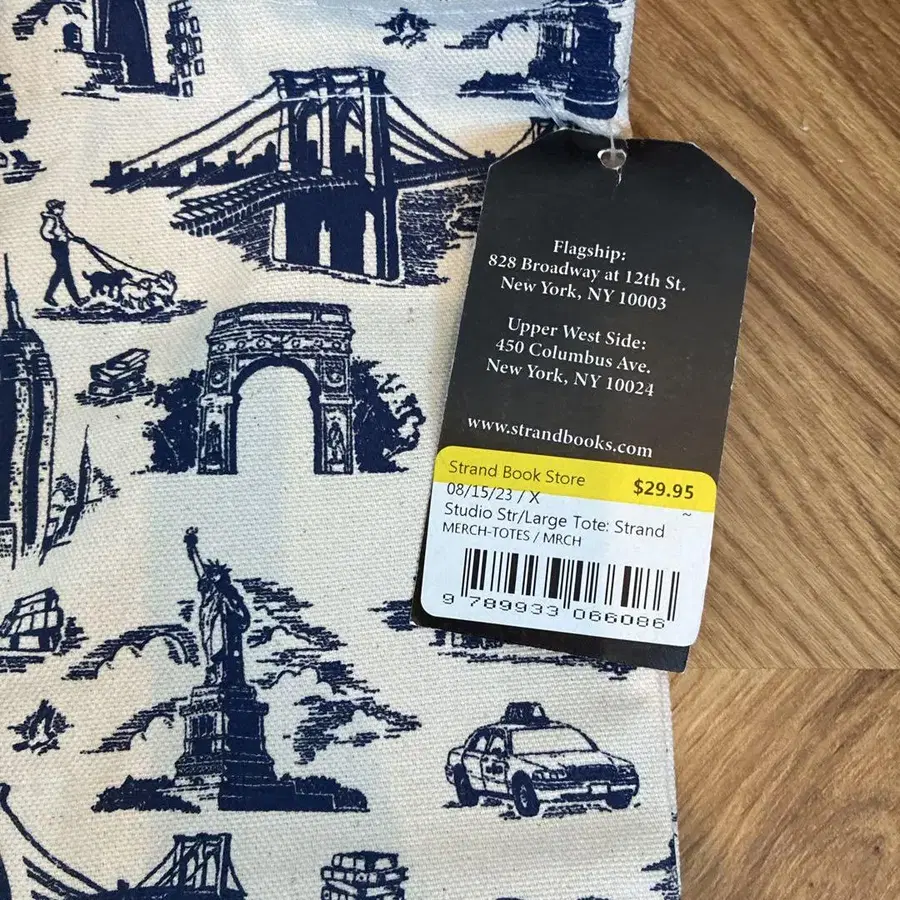 Flagship:
828 Broadway at 12th St.
New York, NY 10003
Upper West Side:
450 Columbus Ave.
New York, NY 10024
www.strandbooks.com
Strand Book Store
$29.95
08/15/23 / X
~
Studio Str/Large Tote: Strand
MERCH-TOTES / MRCH
9 789933 066086